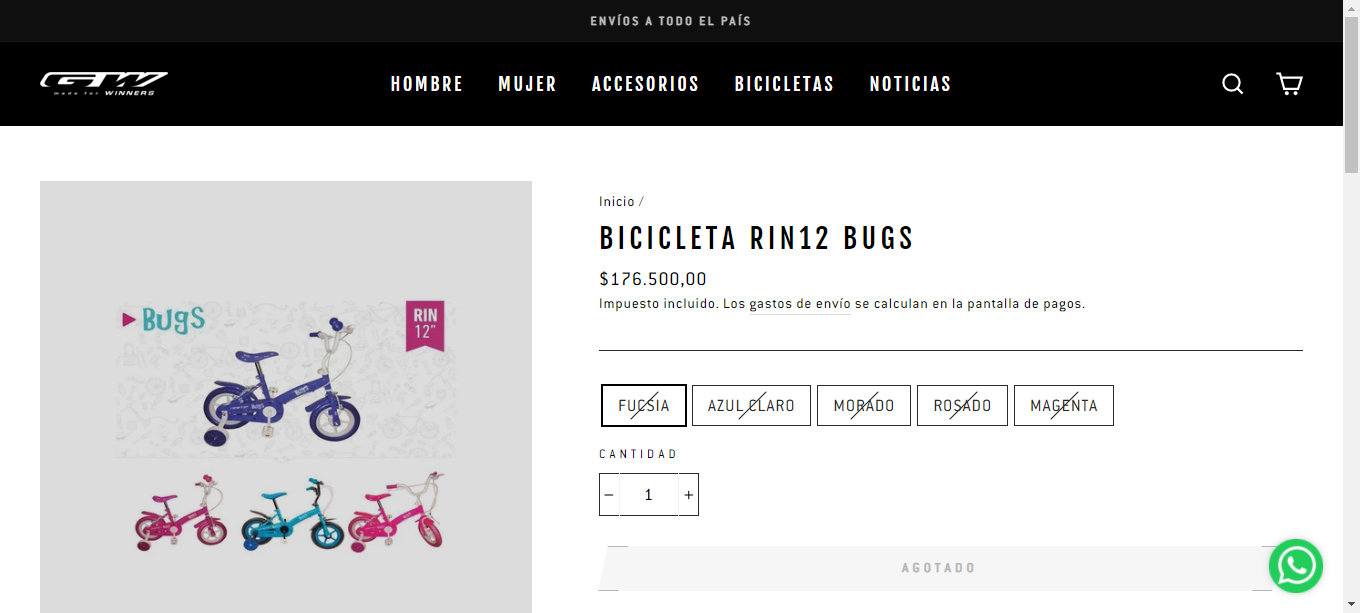 ENVÍOS A TODO EL PAÍS
GW
made for WINNERS
HOMBRE MUJER ACCESORIOS BICICLETAS NOTICIAS
Bugs
RIN
12"
BUGS
Inicio /
BICICLETA RIN12 BUGS
$176.500,00
Impuesto incluido. Los gastos de envío se calculan en la pantalla de pagos.
FUCSIA AZUL CLARO MORADO ROSADO MAGENTA
CANTIDAD
− 1 +
AGOTADO